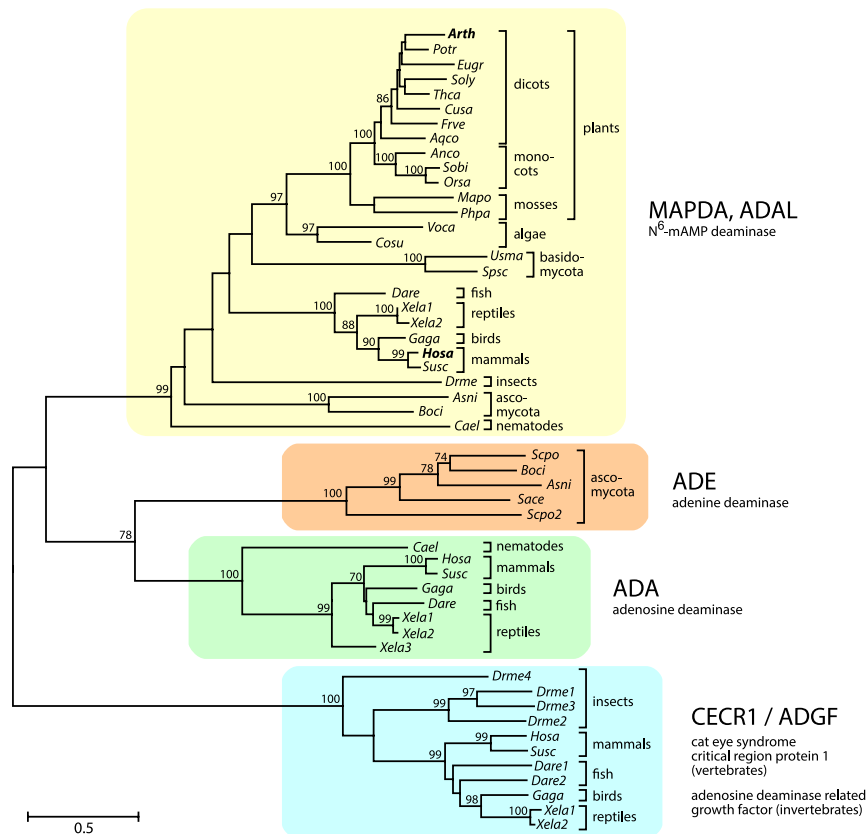 Arth
Potr
Eugr
Soly
Thca
86
dicots
Cusa
Frve
plants
100
Aqco
Anco
100
mono-
cots
100
Sobi
Orsa
100
Mapo
Phpa
mosses
97
97
Voca
Cosu
algae
MAPDA, ADAL
N6-mAMP deaminase
Usma
100
Spsc
basido-
mycota
Dare
fish
100
Xela1
100
Xela2
reptiles
88
Gaga
birds
90
Hosa
99
Susc
mammals
Drme
insects
99
Asni
100
Boci
asco-
mycota
Cael
nematodes
Scpo
74
Boci
78
Asni
99
Sace
100
Scpo2
asco-
mycota
ADE
adenine deaminase
78
Cael
nematodes
100
Hosa
100
Susc
mammals
70
Gaga
birds
Dare
fish
99
Xela1
99
Xela2
Xela3
reptiles
ADA
adenosine deaminase
Drme4
100
Drme1
97
Drme3
99
Drme2
insects
Hosa
99
Susc
mammals
99
Dare1
Dare2
fish
Gaga
birds
98
Xela1
100
Xela2
reptiles
CECR1 / ADGF
cat eye syndrome
critical region protein 1
(vertebrates)
adenosine deaminase related
growth factor (invertebrates)
0.5